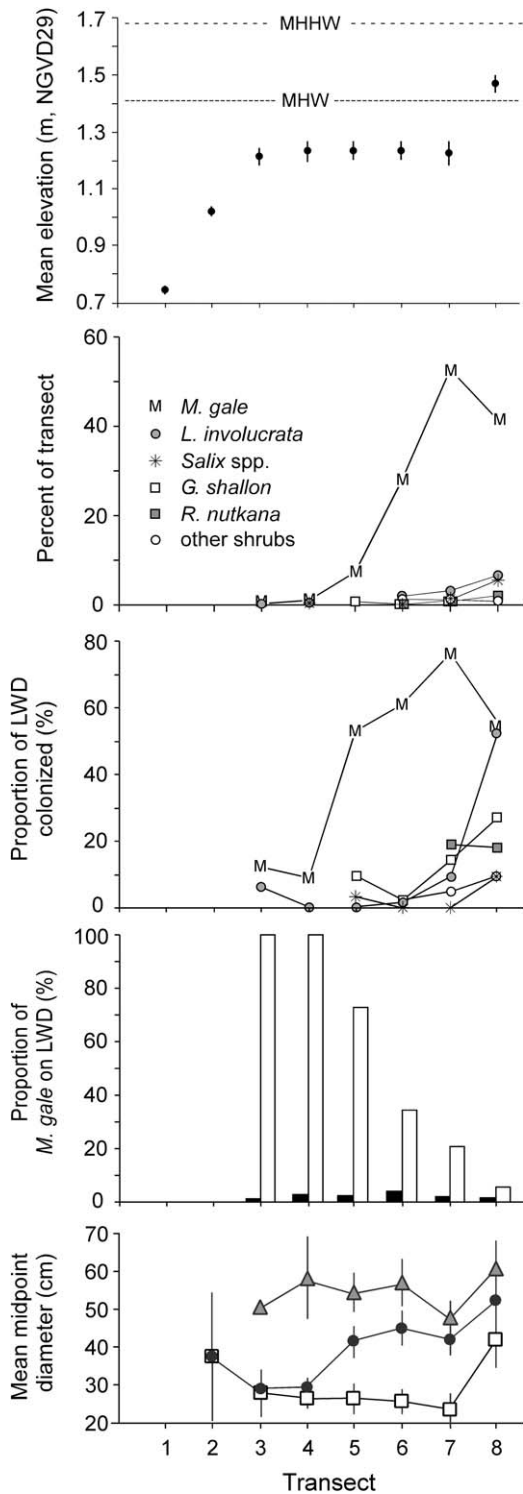 Mean elevation (m, NGVD29)
1.7
1.5
1.3
1.1
0.9
0.7
MHHW
MHW
Percent of transect
60
40
20
0
M M. gale
L. involucrata
Salix spp.
G. shallon
R. nutkana
other shrubs
M M M M M M
Proportion of LWD
colonized (%)
80
60
40
20
0
M M M M M M
Proportion of
M. gale on LWD (%)
100
80
60
40
20
0
Mean midpoint
diameter (cm)
70
60
50
40
30
20
1 2 3 4 5 6 7 8
Transect